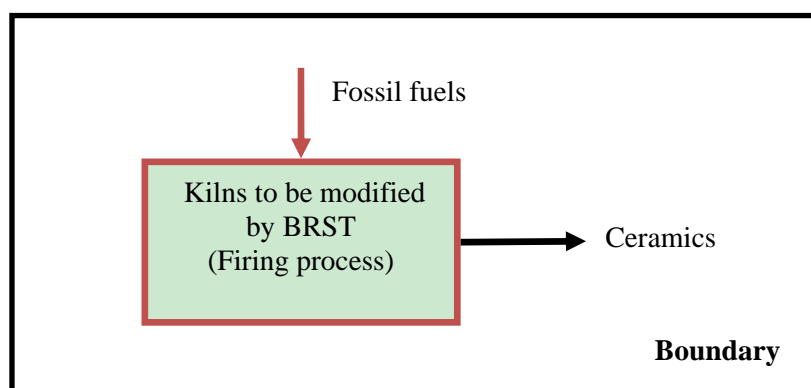 Fossil fuels
Kilns to be modified
by BRST
(Firing process)
Ceramics
Boundary